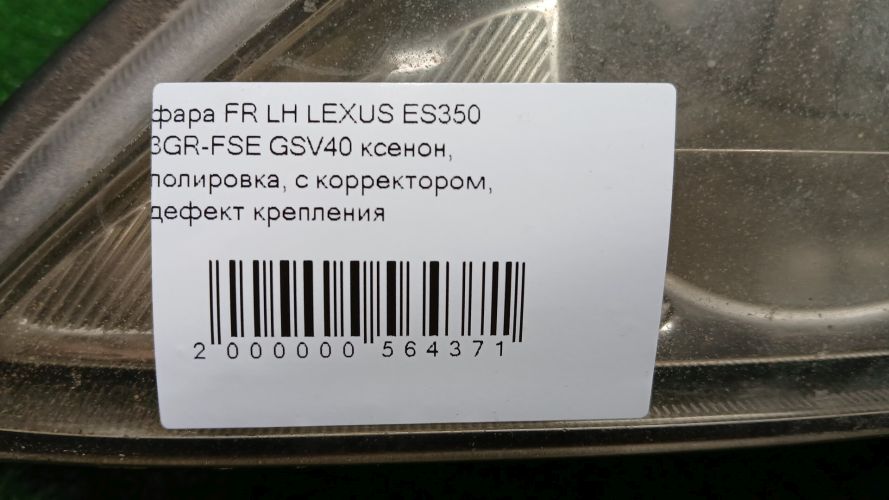 фара FR LH LEXUS ES350
3GR-FSE GSV40 ксенон,
полировка, с корректором,
дефект крепления
2 000000 564371